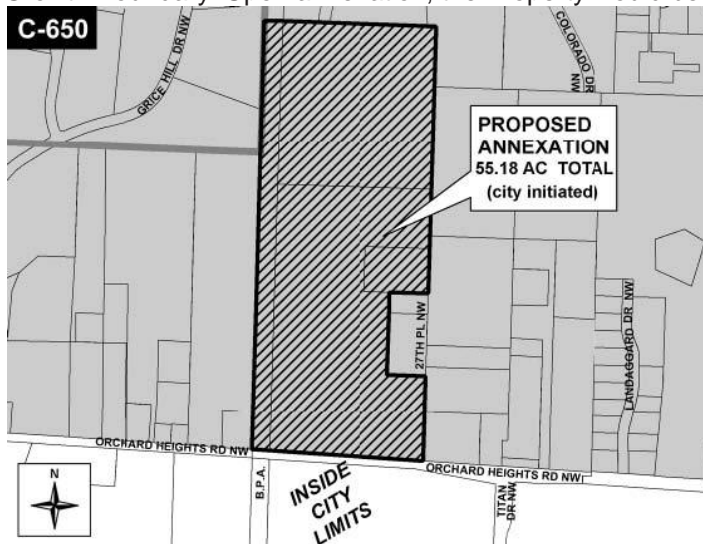 C-650
GRICE HILL DR NW
COLORADO DR
NW
PROPOSED
ANNEXATION
55.18 AC TOTAL
(city initiated)
27TH PL NW
LANDAGGARD DR NW
ORCHARD HEIGHTS RD NW
ORCHARD HEIGHTS RD NW
B.P.A.
INSIDE
CITY
LIMITS
TITAN
DR NW
N